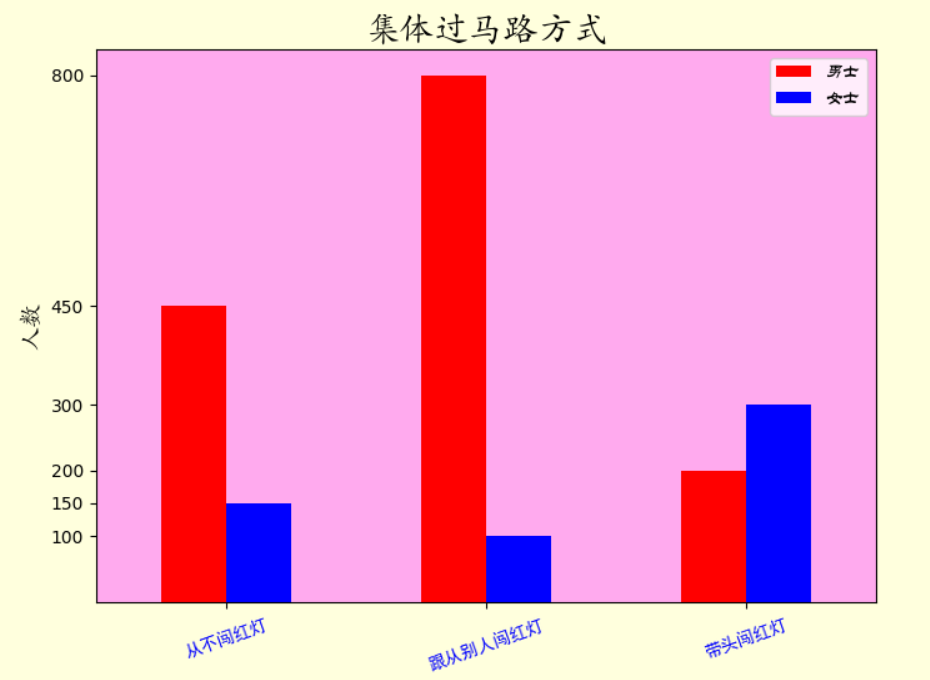 集体过马路方式
男士
女士
人数
800
450
300
200
150
100
从不闯红灯
跟从别人闯红灯
带头闯红灯